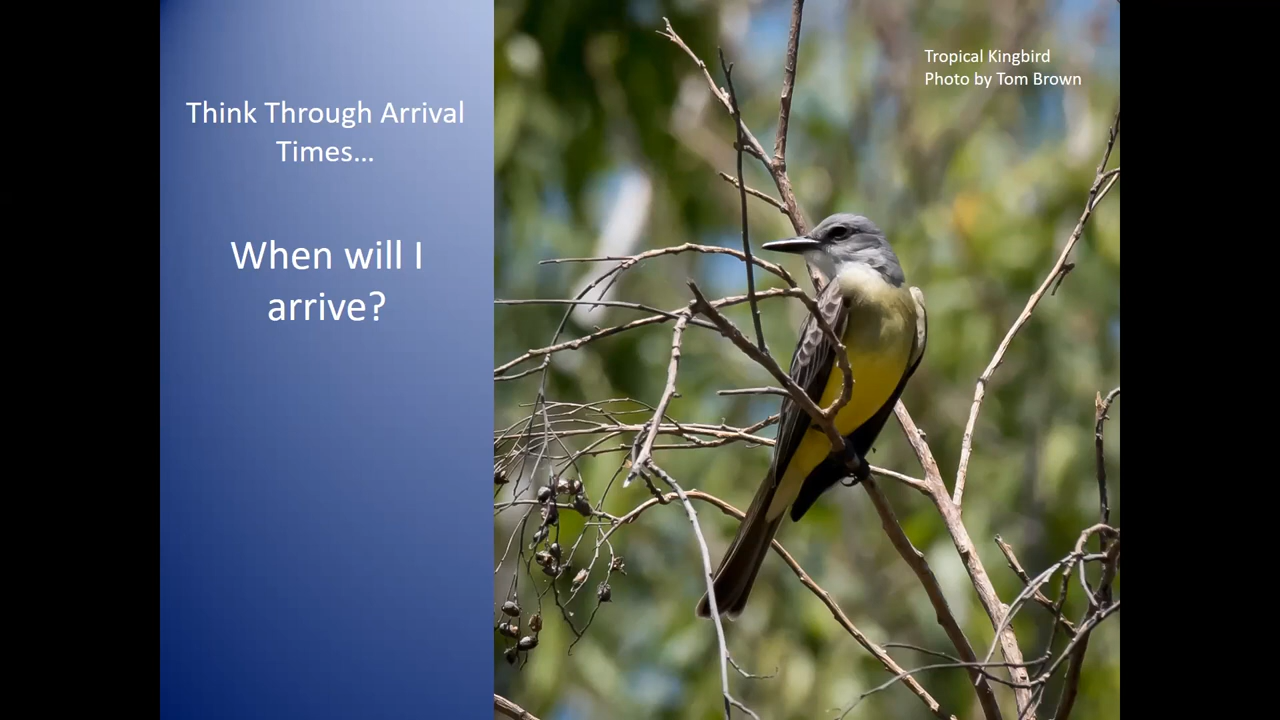 Think Through Arrival
Times...
When will I
arrive?
Tropical Kingbird
Photo by Tom Brown